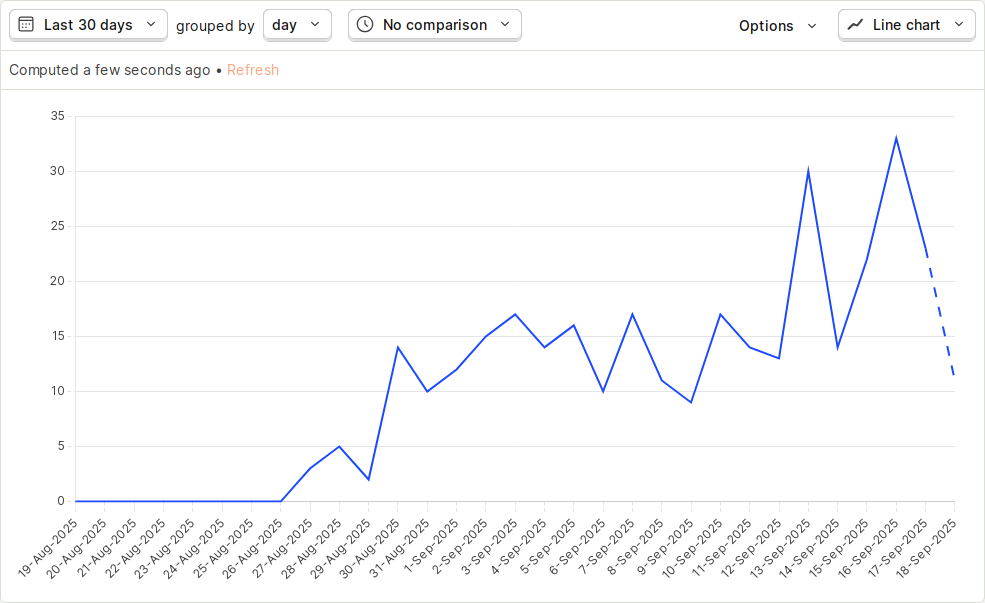 Last 30 days grouped by day No comparison Options Line chart
Computed a few seconds ago • Refresh
35
30
25
20
15
10
5
0
19-Aug-2025
20-Aug-2025
21-Aug-2025
22-Aug-2025
23-Aug-2025
24-Aug-2025
25-Aug-2025
26-Aug-2025
27-Aug-2025
28-Aug-2025
29-Aug-2025
30-Aug-2025
31-Aug-2025
1-Sep-2025
2-Sep-2025
3-Sep-2025
4-Sep-2025
5-Sep-2025
6-Sep-2025
7-Sep-2025
8-Sep-2025
9-Sep-2025
10-Sep-2025
11-Sep-2025
12-Sep-2025
13-Sep-2025
14-Sep-2025
15-Sep-2025
16-Sep-2025
17-Sep-2025
18-Sep-2025